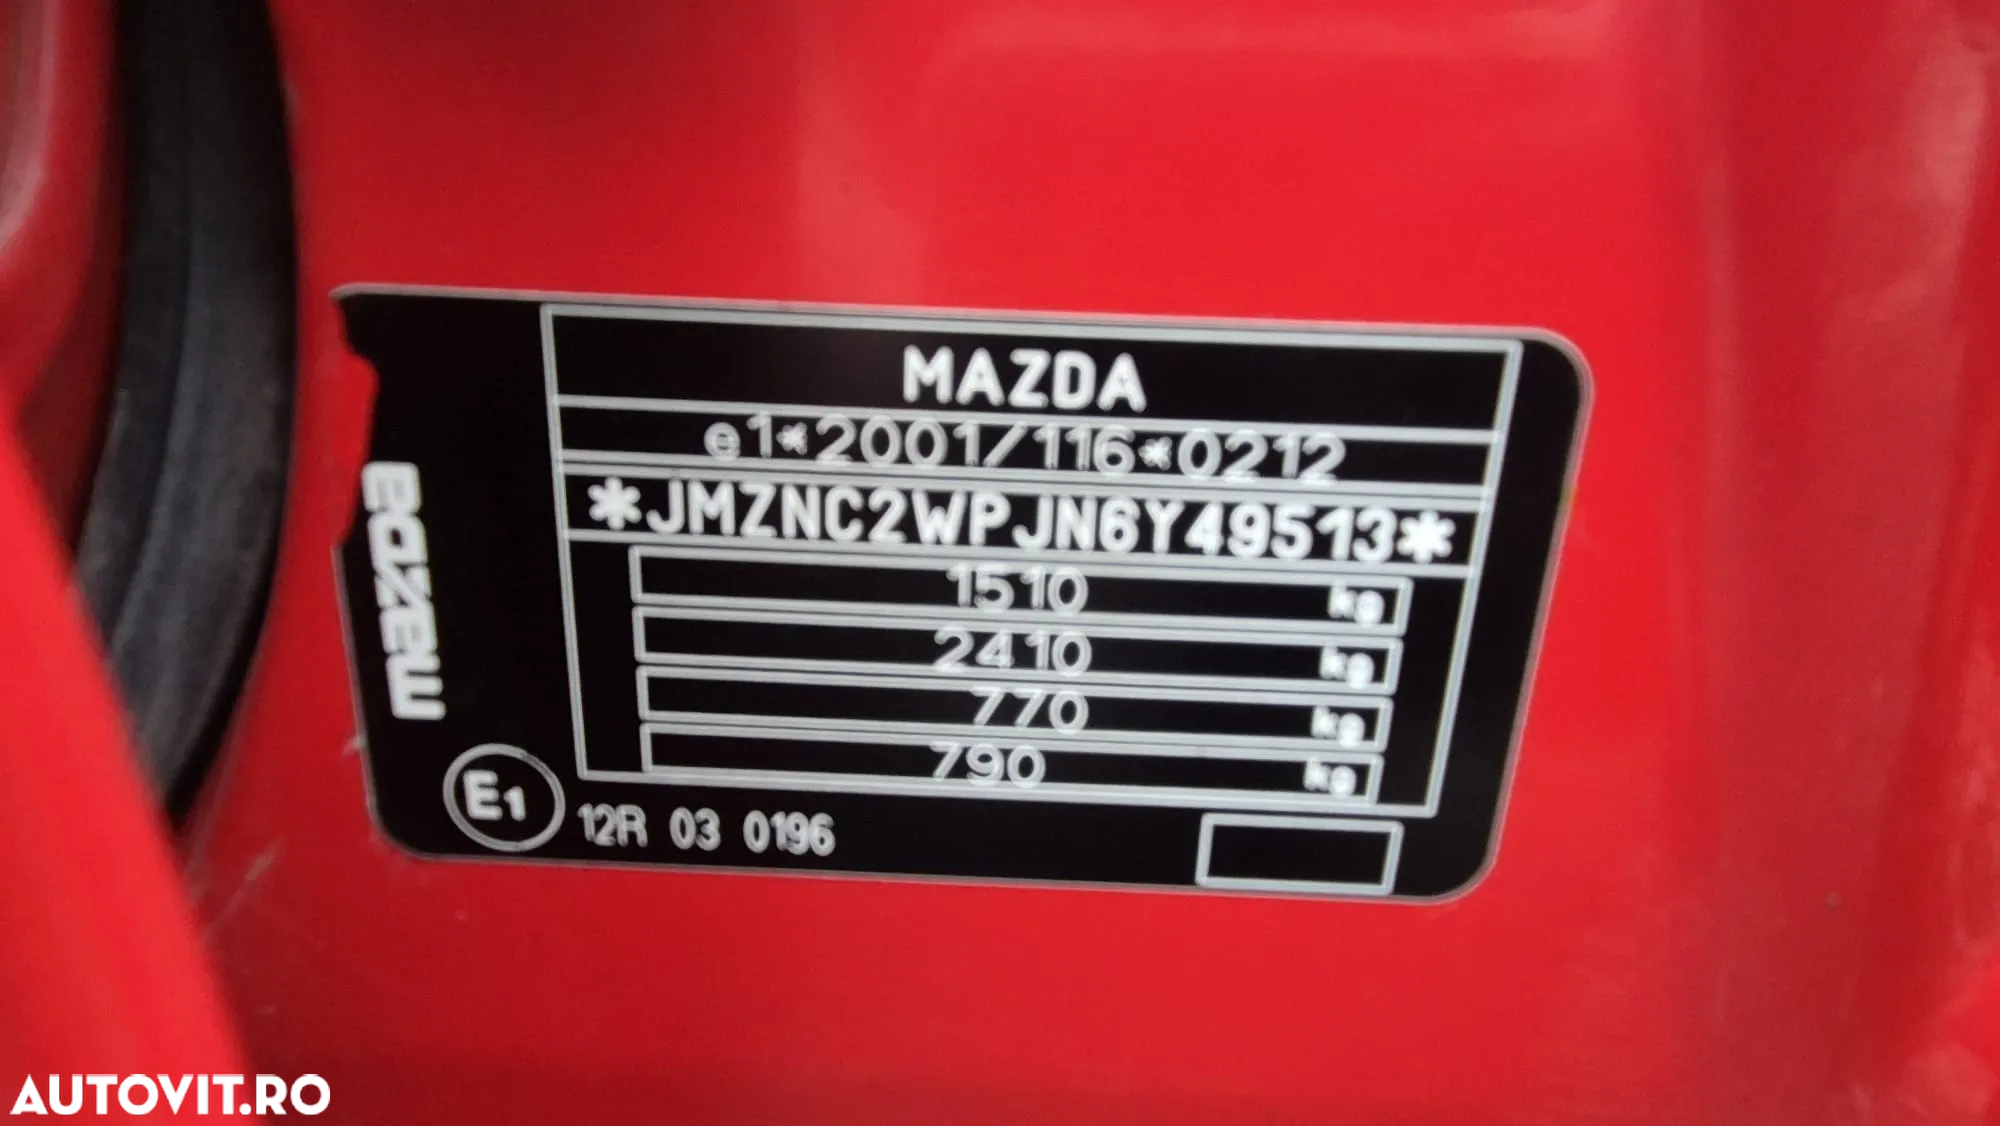 MAZDA
e1*2001/116*0212
*JMZNC2WPJN6Y49513*
1510 kg
2410 kg
770 kg
790 kg
mazda
E1 12R 03 0196
AUTOVIT.RO